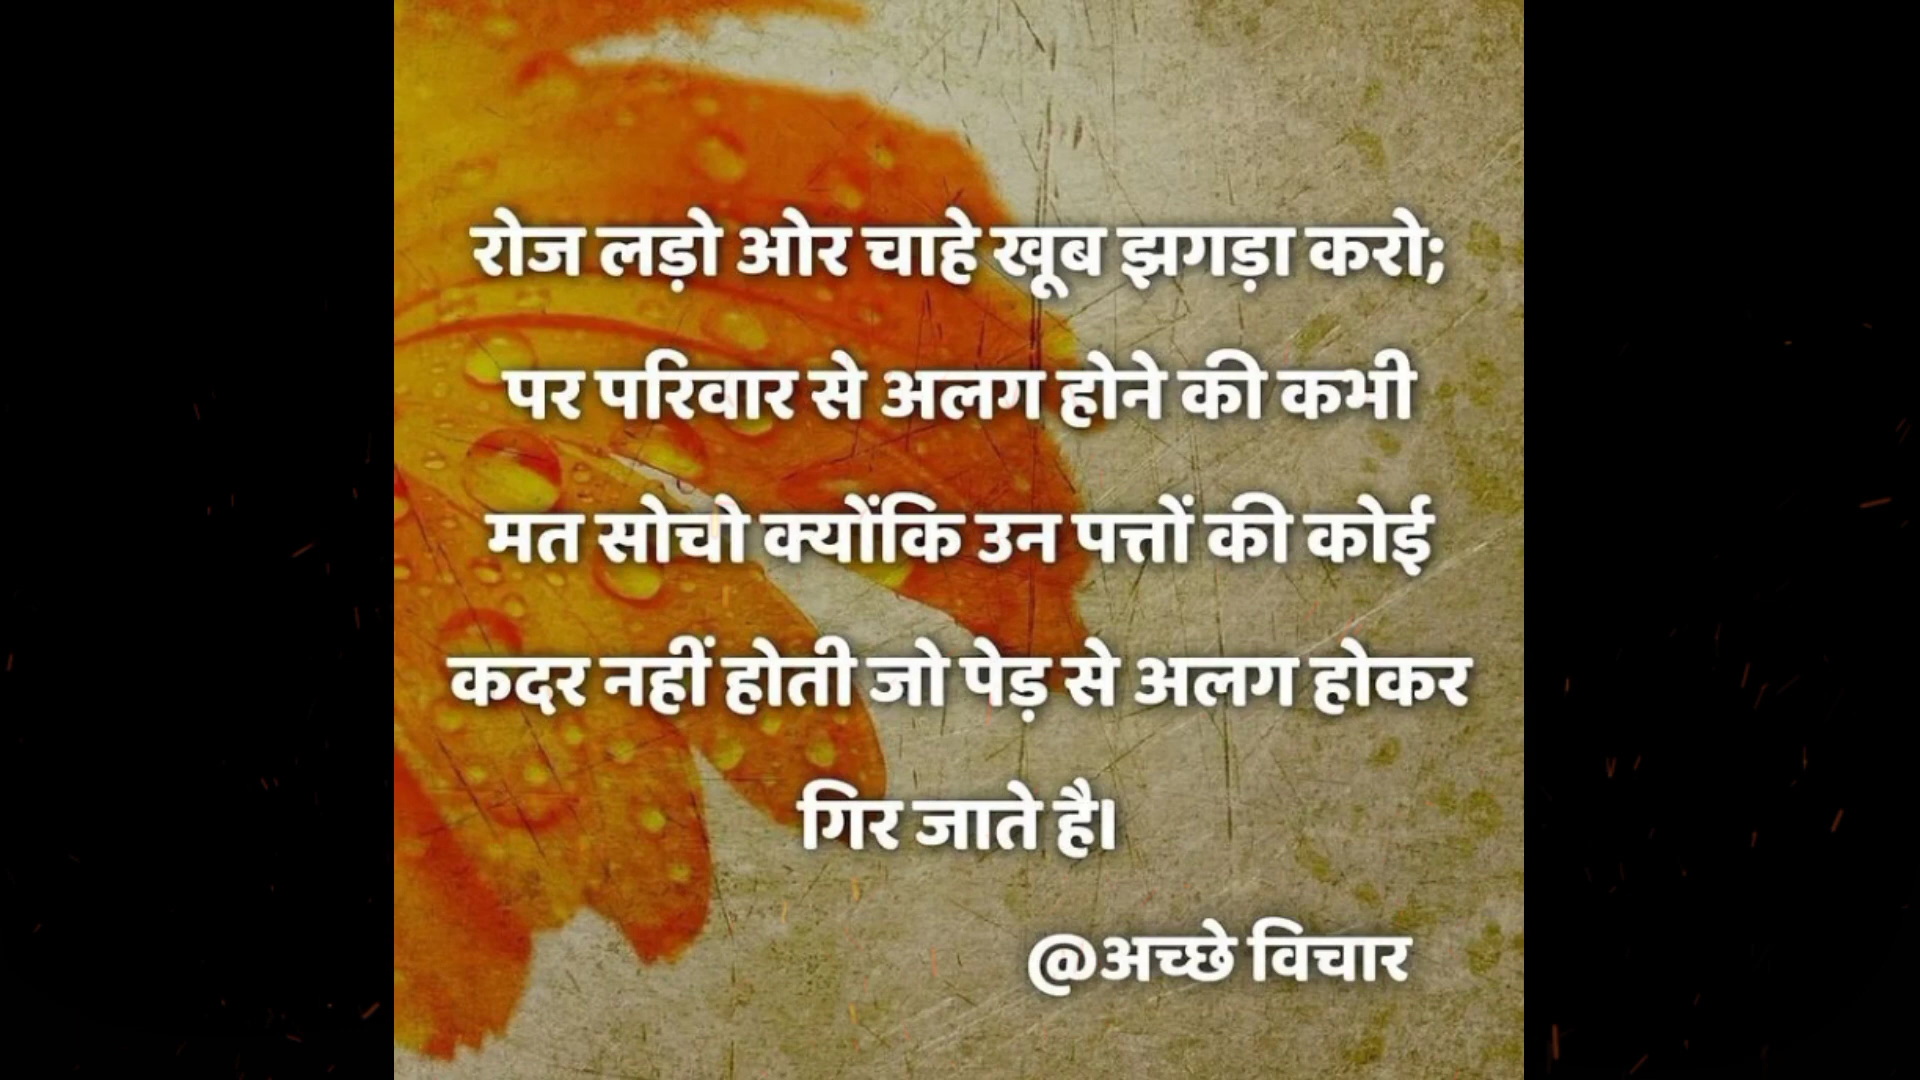 रोज लड़ो ओर चाहे खूब झगड़ा करो;
पर परिवार से अलग होने की कभी
मत सोचो क्योंकि उन पत्तों की कोई
कदर नहीं होती जो पेड़ से अलग होकर
गिर जाते है।
@अच्छे विचार